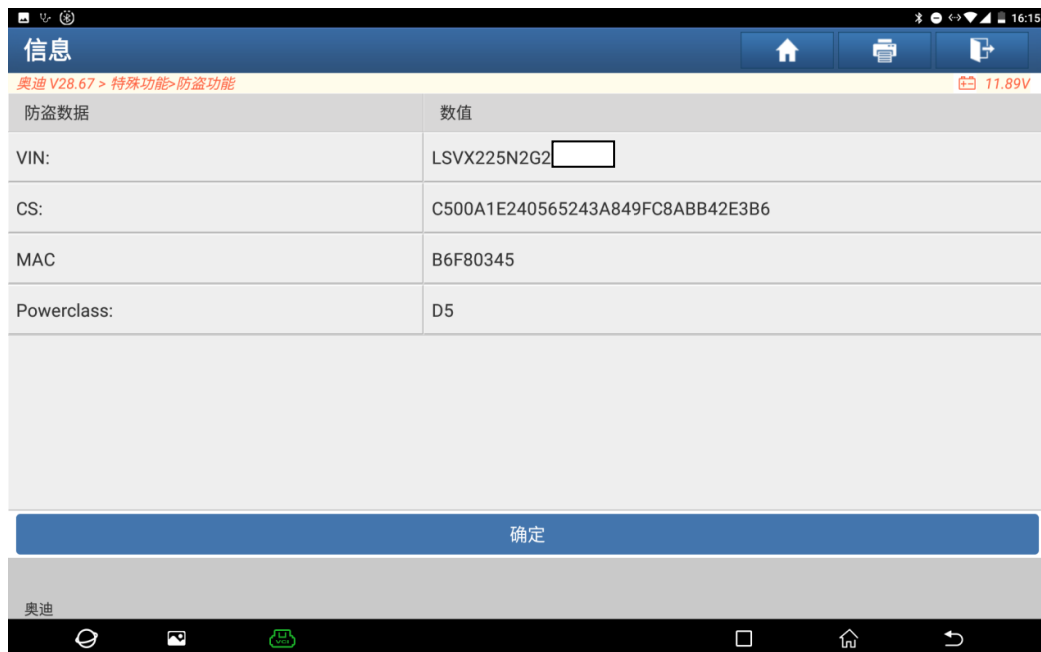 16:15
信息
奥迪 V28.67 > 特殊功能>防盗功能 11.89V
防盗数据 数值
VIN: LSVX225N2G2
CS: C500A1E240565243A849FC8ABB42E3B6
MAC B6F80345
Powerclass: D5
确定
奥迪
VCI